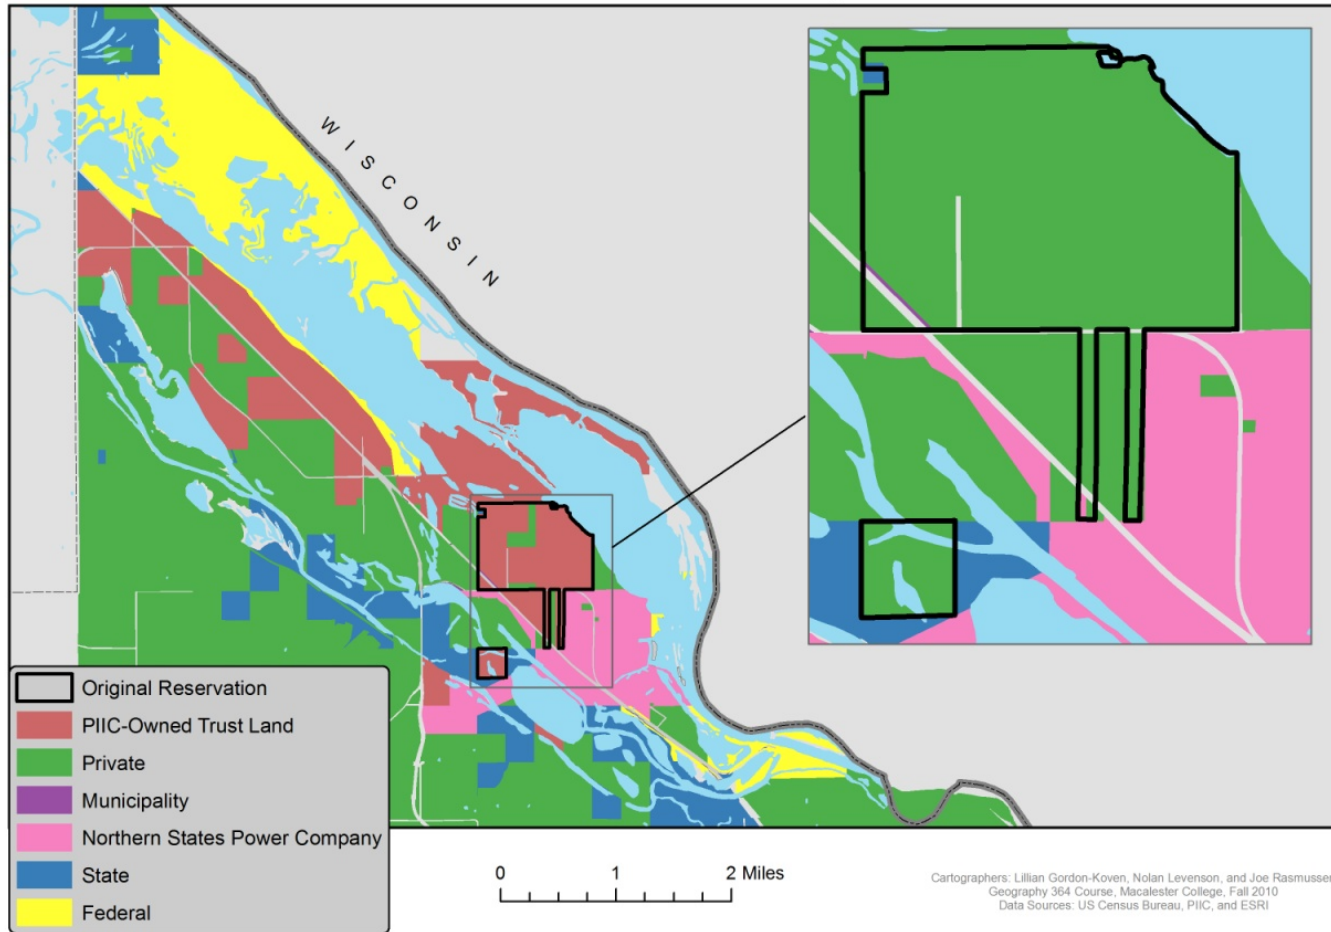 WISCONSIN
Original Reservation
PIIC-Owned Trust Land
Private
Municipality
Northern States Power Company
State
Federal
0 1 2 Miles
Cartographers: Lillian Gordon-Koven, Nolan Levenson, and Joe Rasmussen
Geography 364 Course, Macalester College, Fall 2010
Data Sources: US Census Bureau, PIIC, and ESRI